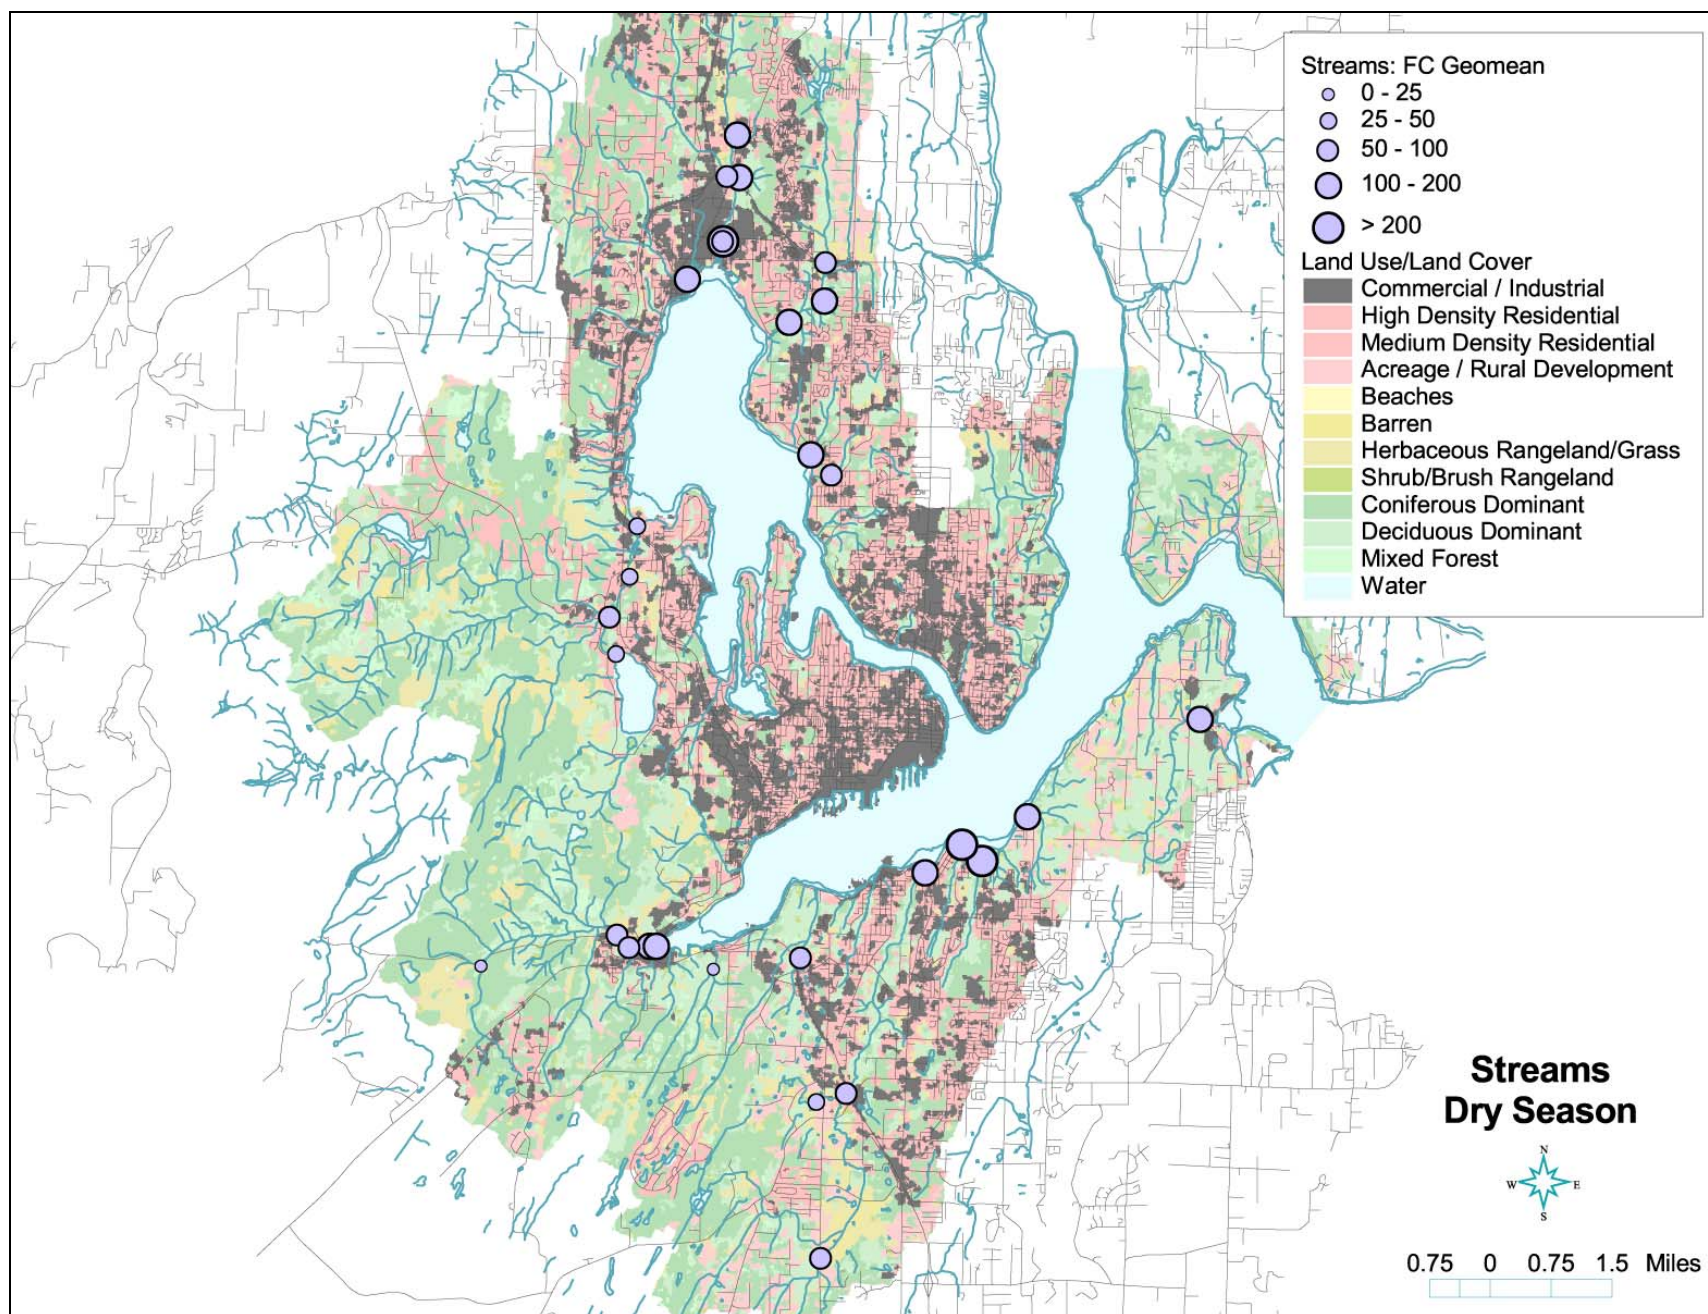 Streams: FC Geomean
0 - 25
25 - 50
50 - 100
100 - 200
> 200
Land Use/Land Cover
Commercial / Industrial
High Density Residential
Medium Density Residential
Acreage / Rural Development
Beaches
Barren
Herbaceous Rangeland/Grass
Shrub/Brush Rangeland
Coniferous Dominant
Deciduous Dominant
Mixed Forest
Water
Streams
Dry Season
N
W E
S
0.75 0 0.75 1.5 Miles